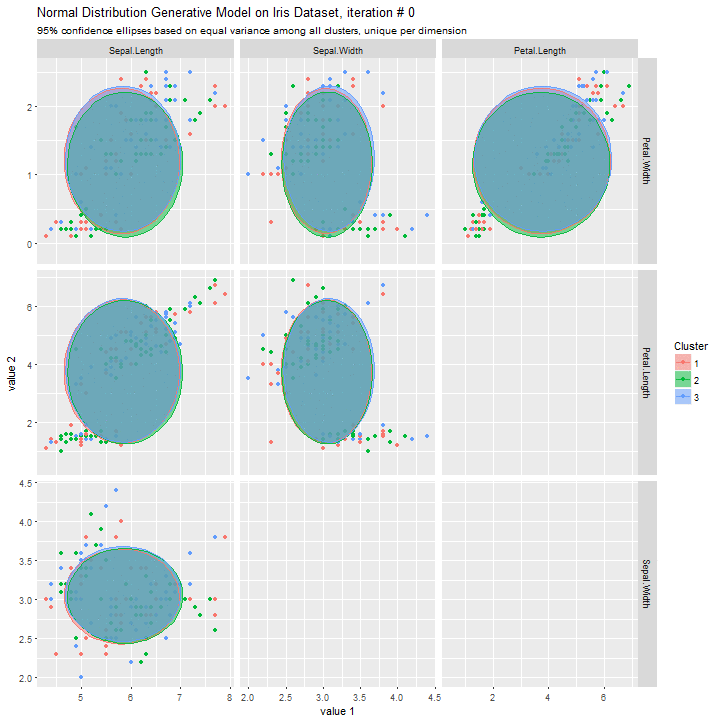 Normal Distribution Generative Model on Iris Dataset, iteration # 0
95% confidence ellipses based on equal variance among all clusters, unique per dimension
Sepal.Length
Sepal.Width
Petal.Length
2
1
0
Petal.Width
6
4
2
Petal.Length
4.5
4.0
3.5
3.0
2.5
2.0
Sepal.Width
5 6 7 8
2.0 2.5 3.0 3.5 4.0 4.5
2 4 6
value 1
value 2
Cluster
1
2
3